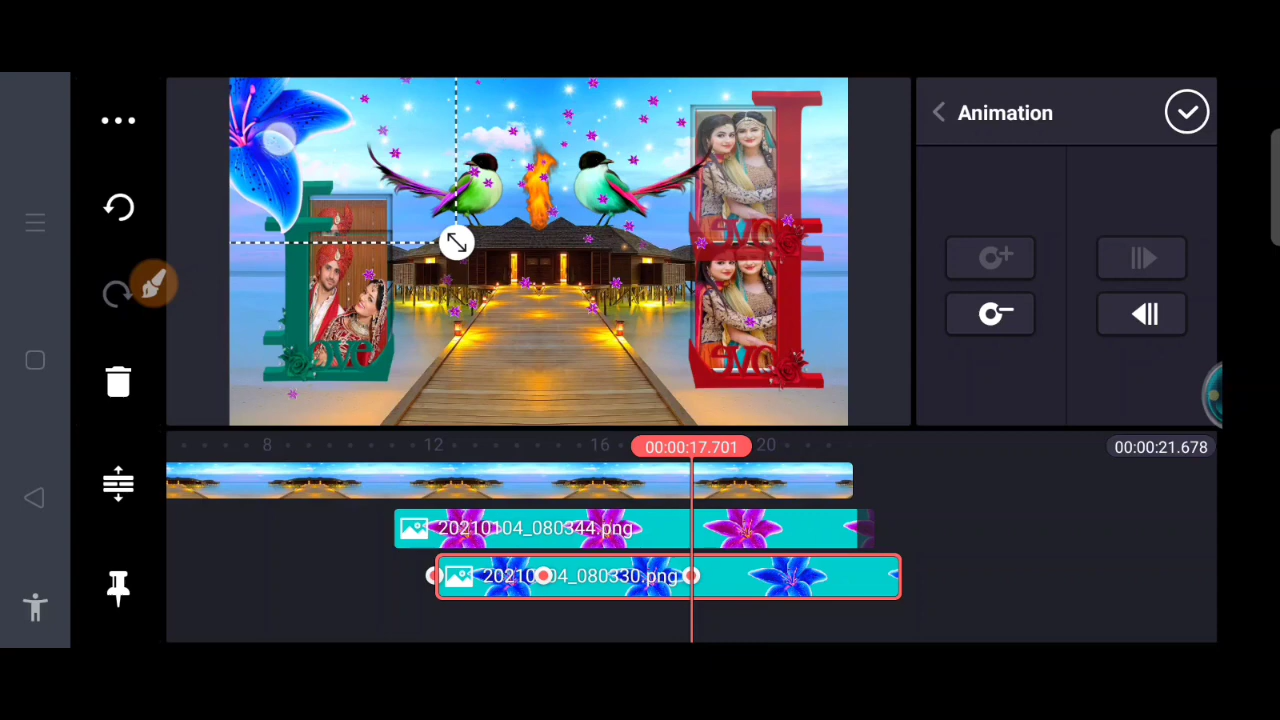 Animation
8
12
16
00:00:17.701
20
00:00:21.678
20210104_080344.png
20210104_080330.png